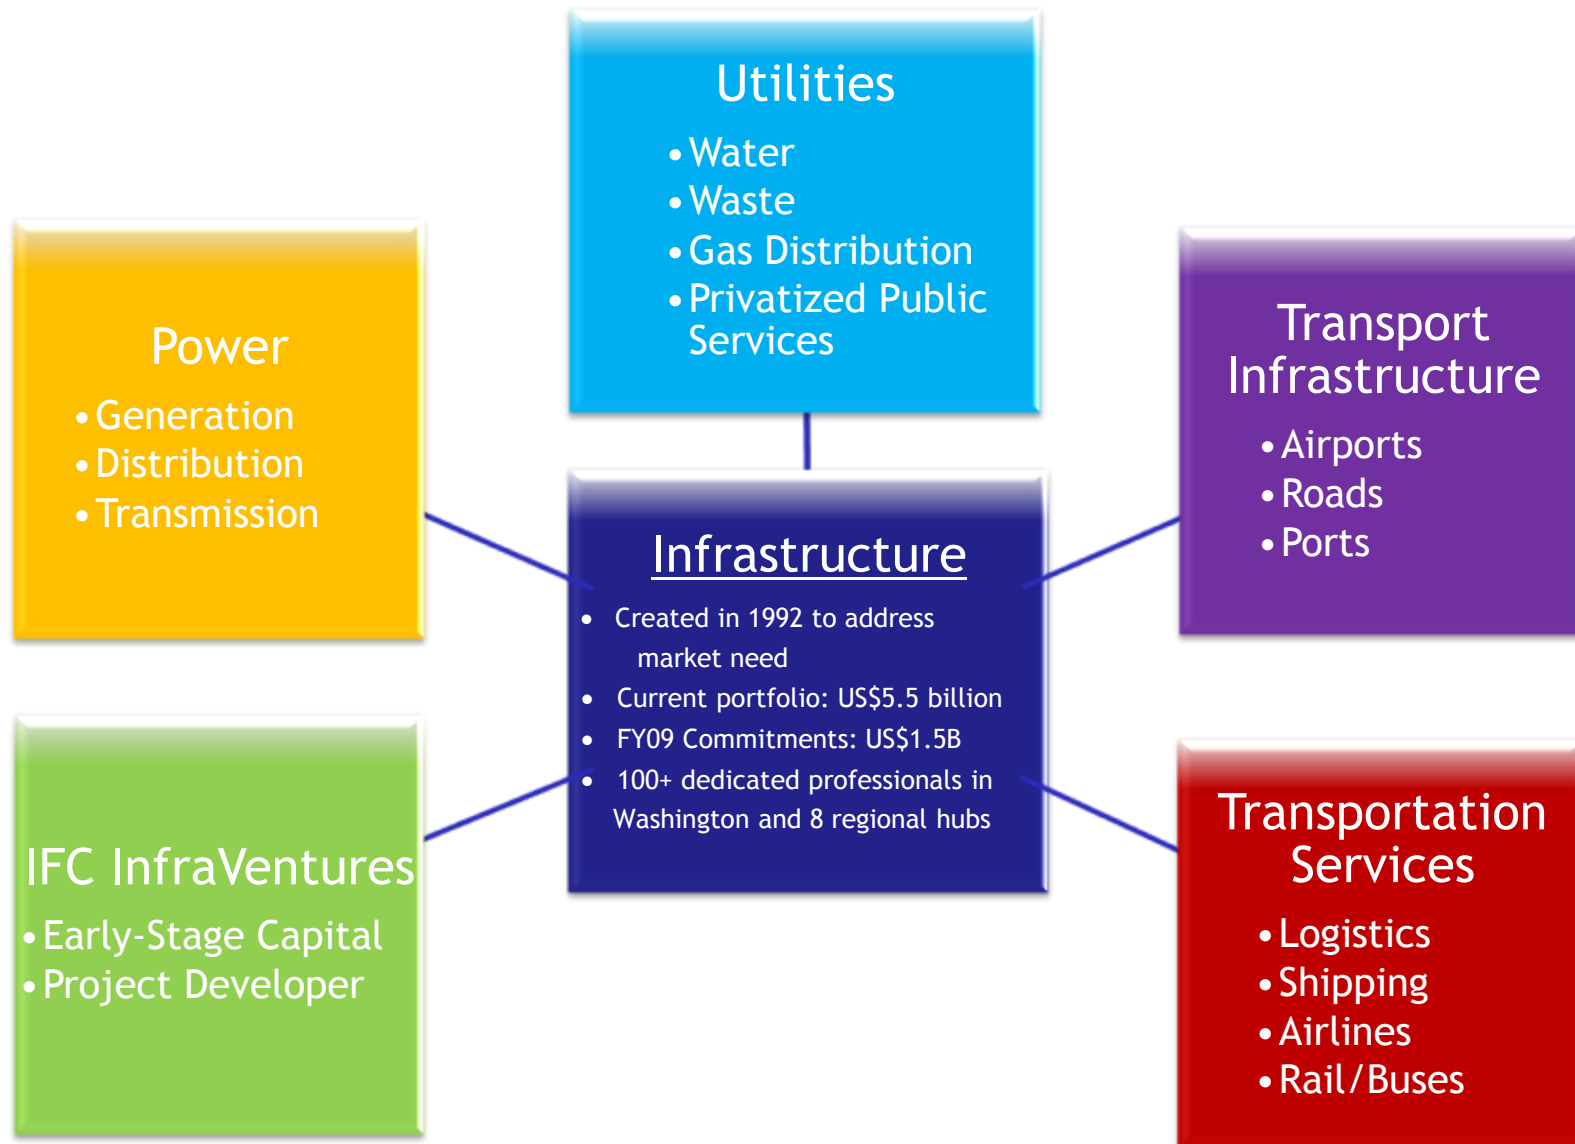 Utilities
•Water
•Waste
•Gas Distribution
•Privatized Public
Services
Power
•Generation
•Distribution
•Transmission
Transport
Infrastructure
•Airports
•Roads
•Ports
Infrastructure
• Created in 1992 to address
market need
• Current portfolio: US$5.5 billion
• FY09 Commitments: US$1.5B
• 100+ dedicated professionals in
Washington and 8 regional hubs
IFC InfraVentures
•Early-Stage Capital
•Project Developer
Transportation
Services
•Logistics
•Shipping
•Airlines
•Rail/Buses